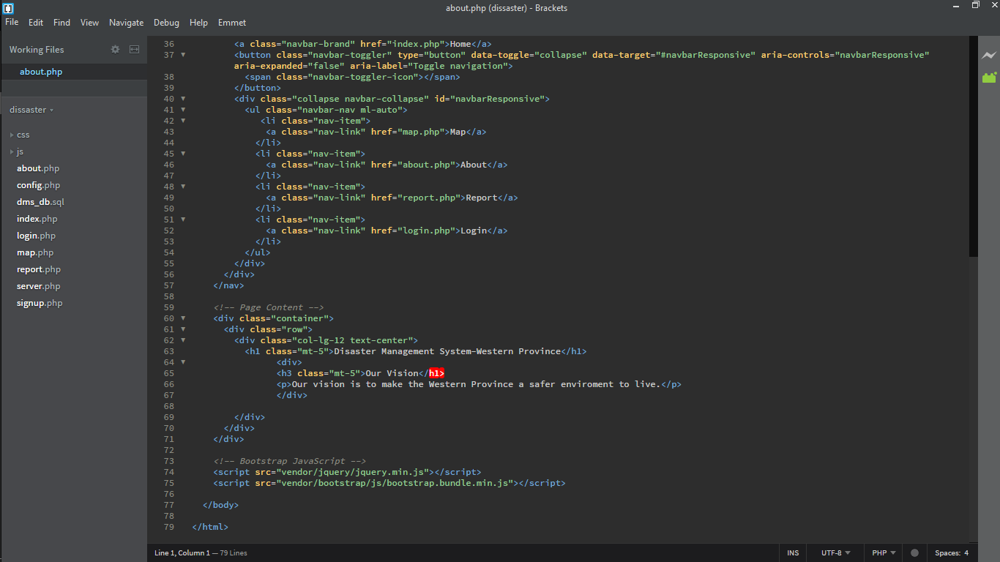 about.php (dissaster) - Brackets
File Edit Find View Navigate Debug Help Emmet
Working Files
about.php
dissaster
css
js
about.php
config.php
dms_db.sql
index.php
login.php
map.php
report.php
server.php
signup.php
36 <a class="navbar-brand" href="index.php">Home</a>
37 <button class="navbar-toggler" type="button" data-toggle="collapse" data-target="#navbarResponsive" aria-controls="navbarResponsive"
aria-expanded="false" aria-label="Toggle navigation">
38 <span class="navbar-toggler-icon"></span>
39 </button>
40 <div class="collapse navbar-collapse" id="navbarResponsive">
41 <ul class="navbar-nav ml-auto">
42 <li class="nav-item">
43 <a class="nav-link" href="map.php">Map</a>
44 </li>
45 <li class="nav-item">
46 <a class="nav-link" href="about.php">About</a>
47 </li>
48 <li class="nav-item">
49 <a class="nav-link" href="report.php">Report</a>
50 </li>
51 <li class="nav-item">
52 <a class="nav-link" href="login.php">Login</a>
53 </li>
54 </ul>
55 </div>
56 </div>
57 </nav>
58
59 <!-- Page Content -->
60 <div class="container">
61 <div class="row">
62 <div class="col-lg-12 text-center">
63 <h1 class="mt-5">Disaster Management System-Western Province</h1>
64 <div>
65 <h3 class="mt-5">Our Vision</h1>
66 <p>Our vision is to make the Western Province a safer enviroment to live.</p>
67 </div>
68
69 </div>
70 </div>
71 </div>
72
73 <!-- Bootstrap JavaScript -->
74 <script src="vendor/jquery/jquery.min.js"></script>
75 <script src="vendor/bootstrap/js/bootstrap.bundle.min.js"></script>
76
77 </body>
78
79 </html>
Line 1, Column 1 — 79 Lines
INS UTF-8 PHP Spaces: 4